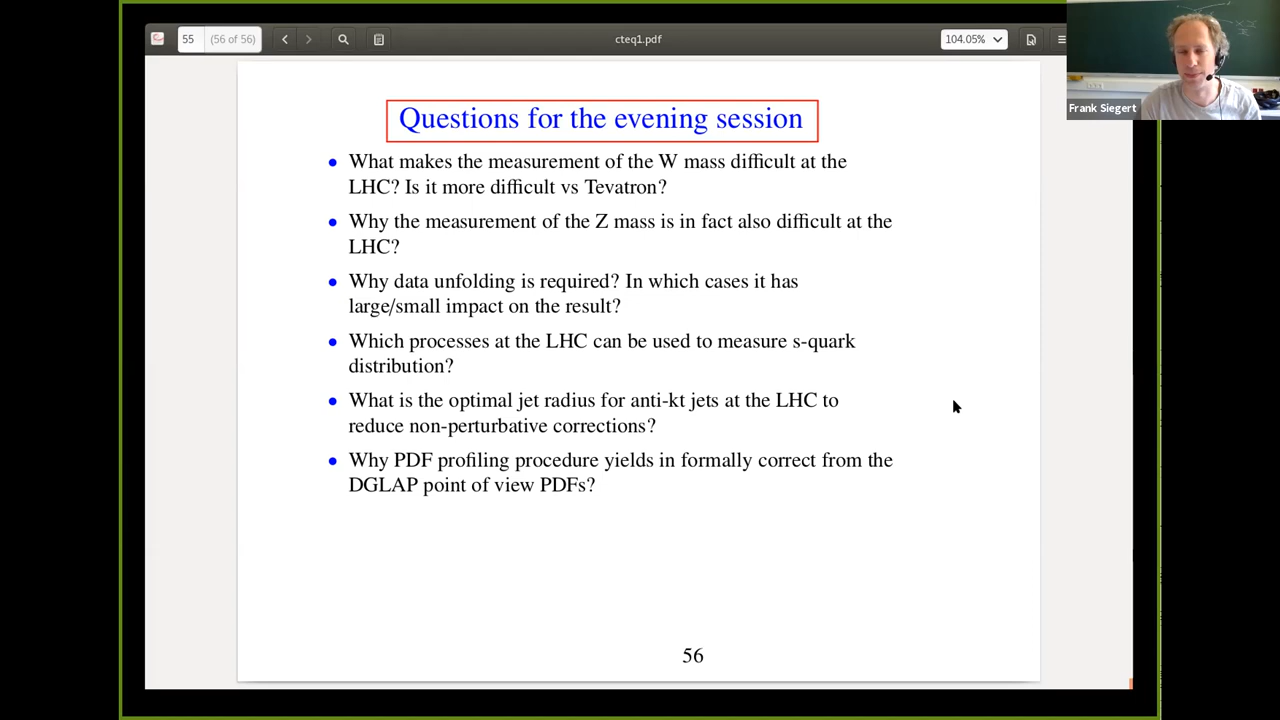 55 (56 of 56) cteq1.pdf 104.05%
Frank Siegert
Questions for the evening session
• What makes the measurement of the W mass difficult at the
LHC? Is it more difficult vs Tevatron?
• Why the measurement of the Z mass is in fact also difficult at the
LHC?
• Why data unfolding is required? In which cases it has
large/small impact on the result?
• Which processes at the LHC can be used to measure s-quark
distribution?
• What is the optimal jet radius for anti-kt jets at the LHC to
reduce non-perturbative corrections?
• Why PDF profiling procedure yields in formally correct from the
DGLAP point of view PDFs?
56